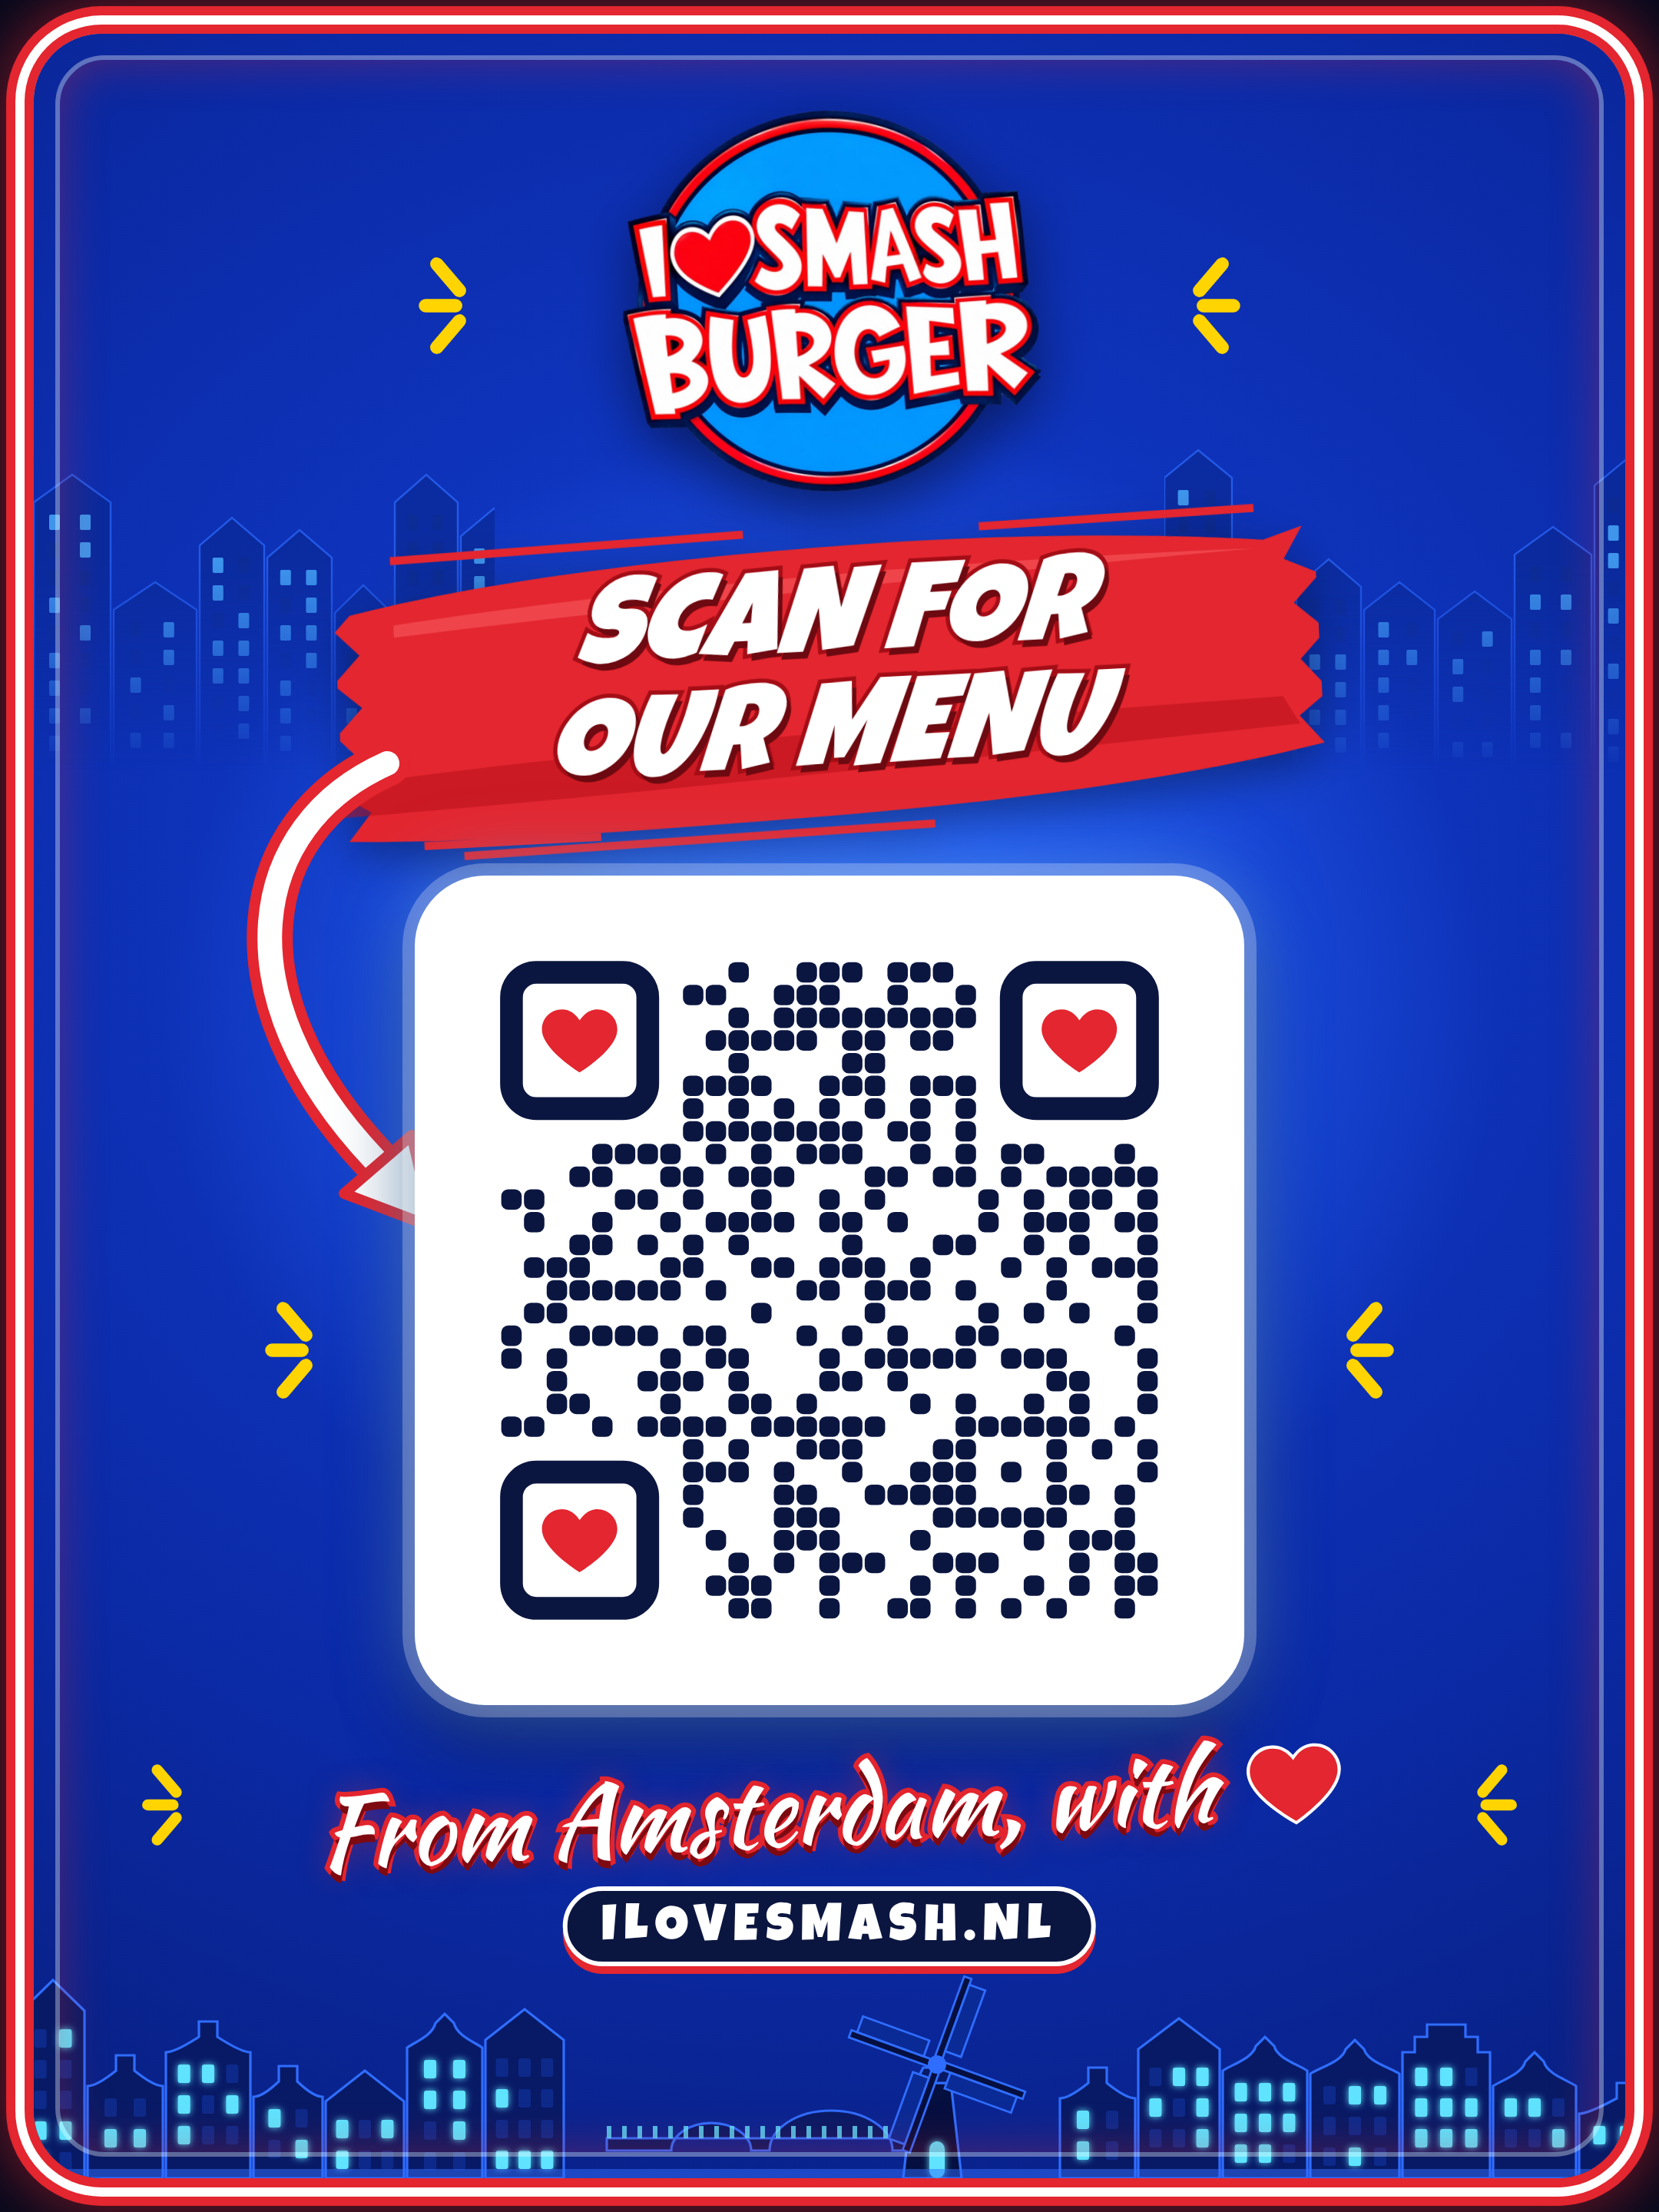 I ❤ SMASH
BURGER
SCAN FOR
OUR MENU
From Amsterdam, with ❤
ILOVESMASH.NL